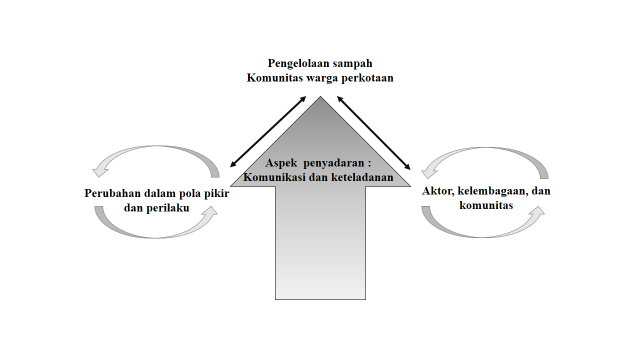 Pengelolaan sampah
Komunitas warga perkotaan
Aspek penyadaran :
Komunikasi dan keteladanan
Perubahan dalam pola pikir
dan perilaku
Aktor, kelembagaan, dan
komunitas